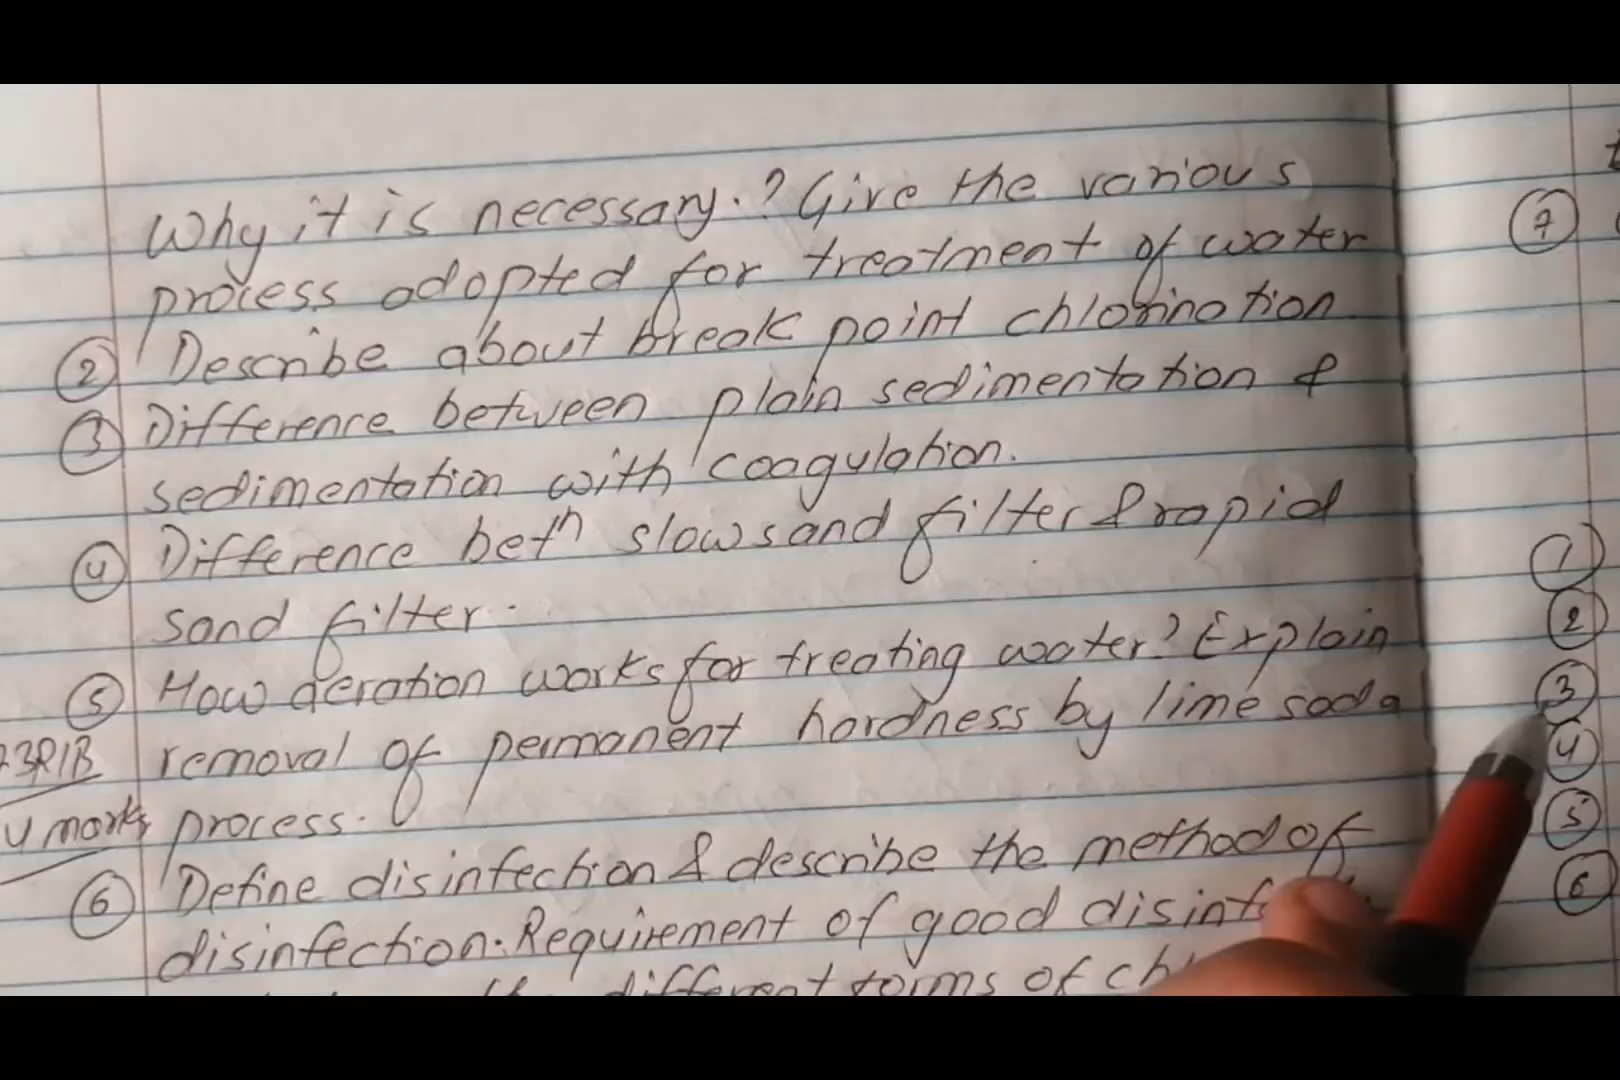 Why it is necessary.? Give the various
process adopted for treatment of water
② Describe about break point chlorination
③ Difference between plain sedimentation &
sedimentation with coagulation.
④ Difference betⁿ slow sand filter & rapid
sand filter.
⑤ How aeration works for treating water? Explain
removal of permanent hardness by lime soda
4 marks process.
⑥ Define disinfection & describe the method of
disinfection. Requirement of good
different forms of
⑦
①
②
③
④
⑤
⑥